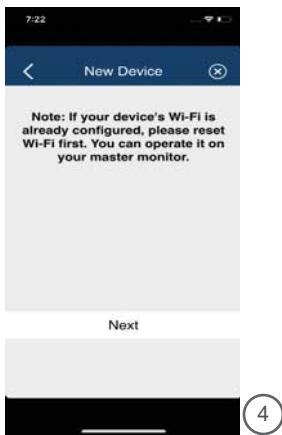 7:22
New Device
Note: If your device's Wi-Fi is
already configured, please reset
Wi-Fi first. You can operate it on
your master monitor.
Next
4